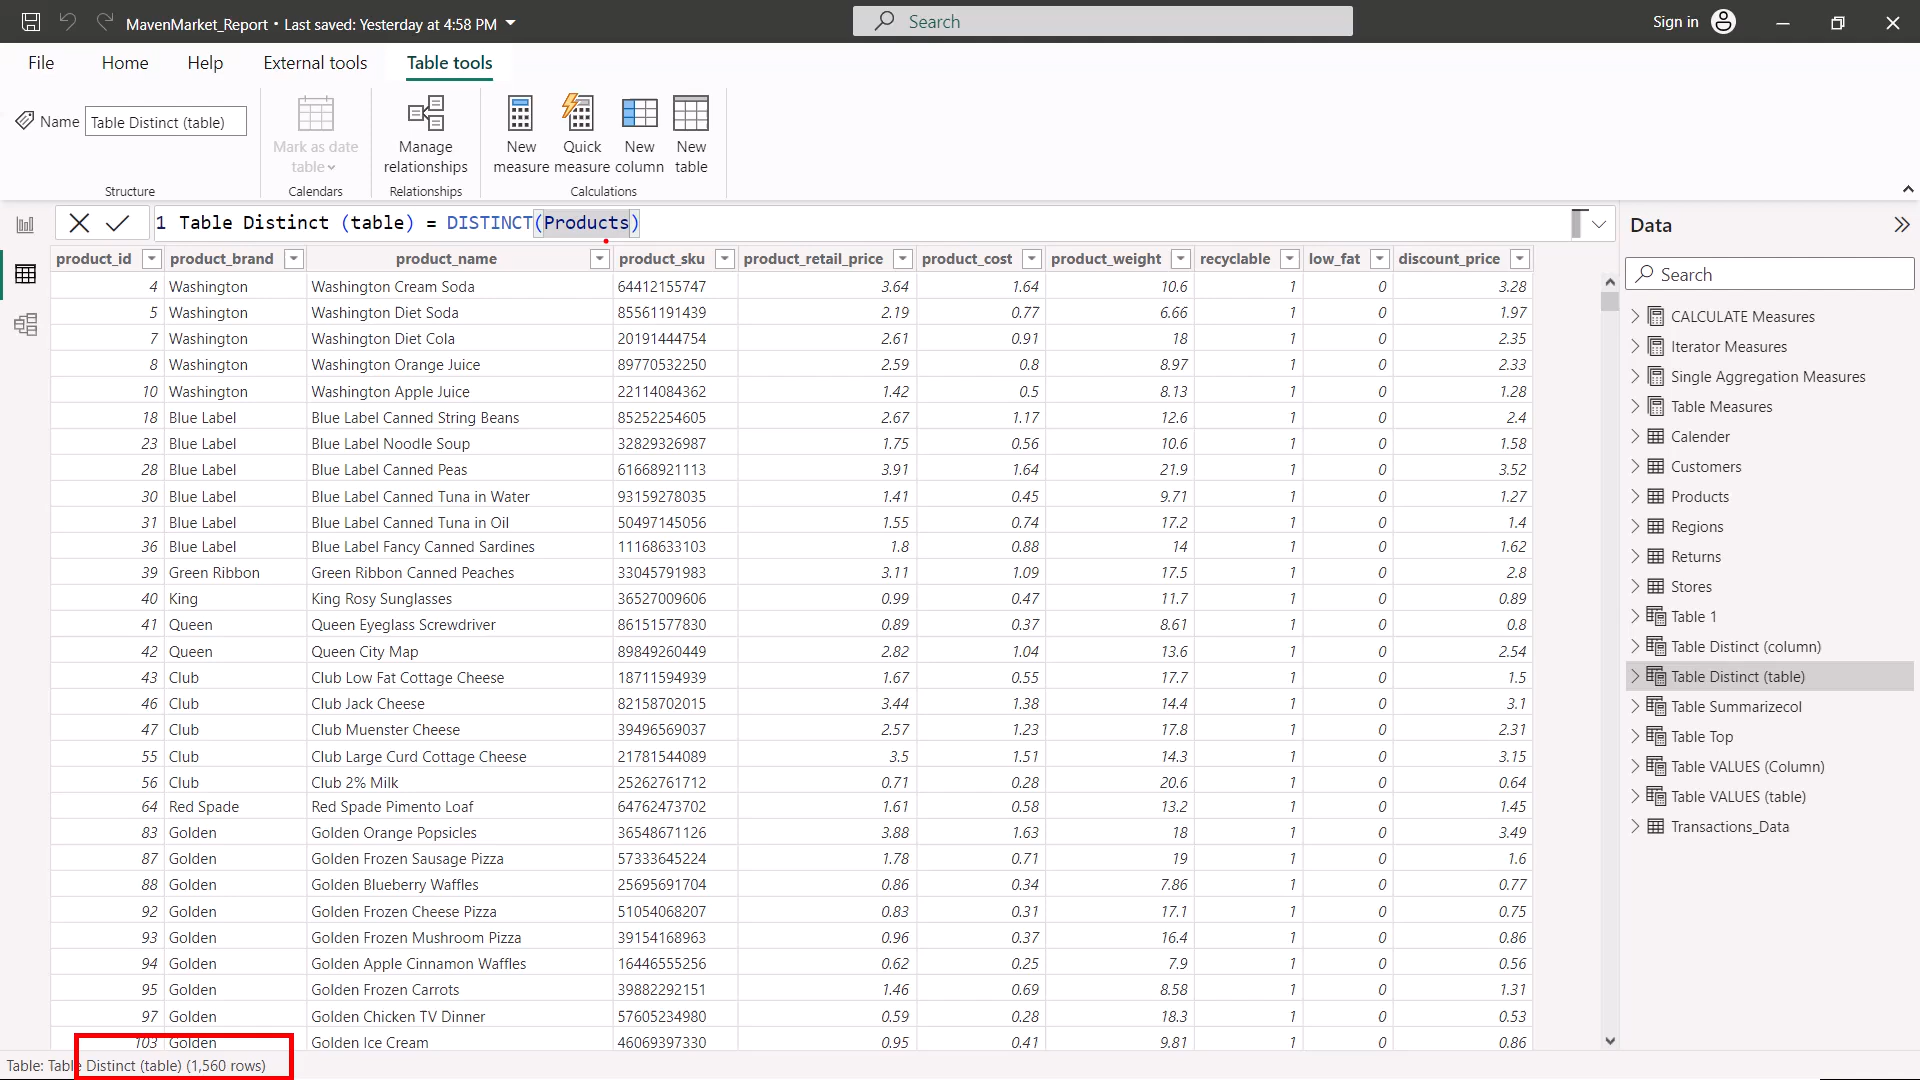 MavenMarket_Report • Last saved: Yesterday at 4:58 PM
Search
Sign in
File Home Help External tools Table tools
Name Table Distinct (table)
Mark as date table
Manage relationships
New measure
Quick measure
New column
New table
Structure Calendars Relationships Calculations
1 Table Distinct (table) = DISTINCT(Products)
product_id product_brand product_name product_sku product_retail_price product_cost product_weight recyclable low_fat discount_price
4 Washington Washington Cream Soda 64412155747 3.64 1.64 10.6 1 0 3.28
5 Washington Washington Diet Soda 85561191439 2.19 0.77 6.66 1 0 1.97
7 Washington Washington Diet Cola 20191444754 2.61 0.91 18 1 0 2.35
8 Washington Washington Orange Juice 89770532250 2.59 0.8 8.97 1 0 2.33
10 Washington Washington Apple Juice 22114084362 1.42 0.5 8.13 1 0 1.28
18 Blue Label Blue Label Canned String Beans 85252254605 2.67 1.17 12.6 1 0 2.4
23 Blue Label Blue Label Noodle Soup 32829326987 1.75 0.56 10.6 1 0 1.58
28 Blue Label Blue Label Canned Peas 61668921113 3.91 1.64 21.9 1 0 3.52
30 Blue Label Blue Label Canned Tuna in Water 93159278035 1.41 0.45 9.71 1 0 1.27
31 Blue Label Blue Label Canned Tuna in Oil 50497145056 1.55 0.74 17.2 1 0 1.4
36 Blue Label Blue Label Fancy Canned Sardines 11168633103 1.8 0.88 14 1 0 1.62
39 Green Ribbon Green Ribbon Canned Peaches 33045791983 3.11 1.09 17.5 1 0 2.8
40 King King Rosy Sunglasses 36527009606 0.99 0.47 11.7 1 0 0.89
41 Queen Queen Eyeglass Screwdriver 86151577830 0.89 0.37 8.61 1 0 0.8
42 Queen Queen City Map 89849260449 2.82 1.04 13.6 1 0 2.54
43 Club Club Low Fat Cottage Cheese 18711594939 1.67 0.55 17.7 1 0 1.5
46 Club Club Jack Cheese 82158702015 3.44 1.38 14.4 1 0 3.1
47 Club Club Muenster Cheese 39496569037 2.57 1.23 17.8 1 0 2.31
55 Club Club Large Curd Cottage Cheese 21781544089 3.5 1.51 14.3 1 0 3.15
56 Club Club 2% Milk 25262761712 0.71 0.28 20.6 1 0 0.64
64 Red Spade Red Spade Pimento Loaf 64762473702 1.61 0.58 13.2 1 0 1.45
83 Golden Golden Orange Popsicles 36548671126 3.88 1.63 18 1 0 3.49
87 Golden Golden Frozen Sausage Pizza 57333645224 1.78 0.71 19 1 0 1.6
88 Golden Golden Blueberry Waffles 25695691704 0.86 0.34 7.86 1 0 0.77
92 Golden Golden Frozen Cheese Pizza 51054068207 0.83 0.31 17.1 1 0 0.75
93 Golden Golden Frozen Mushroom Pizza 39154168963 0.96 0.37 16.4 1 0 0.86
94 Golden Golden Apple Cinnamon Waffles 16446555256 0.62 0.25 7.9 1 0 0.56
95 Golden Golden Frozen Carrots 39882292151 1.46 0.69 8.58 1 0 1.31
97 Golden Golden Chicken TV Dinner 57605234980 0.59 0.28 18.3 1 0 0.53
103 Golden Golden Ice Cream 46069397330 0.95 0.41 9.81 1 0 0.86
Table: Table Distinct (table) (1,560 rows)
Data
Search
CALCULATE Measures
Iterator Measures
Single Aggregation Measures
Table Measures
Calender
Customers
Products
Regions
Returns
Stores
Table 1
Table Distinct (column)
Table Distinct (table)
Table Summarizecol
Table Top
Table VALUES (Column)
Table VALUES (table)
Transactions_Data